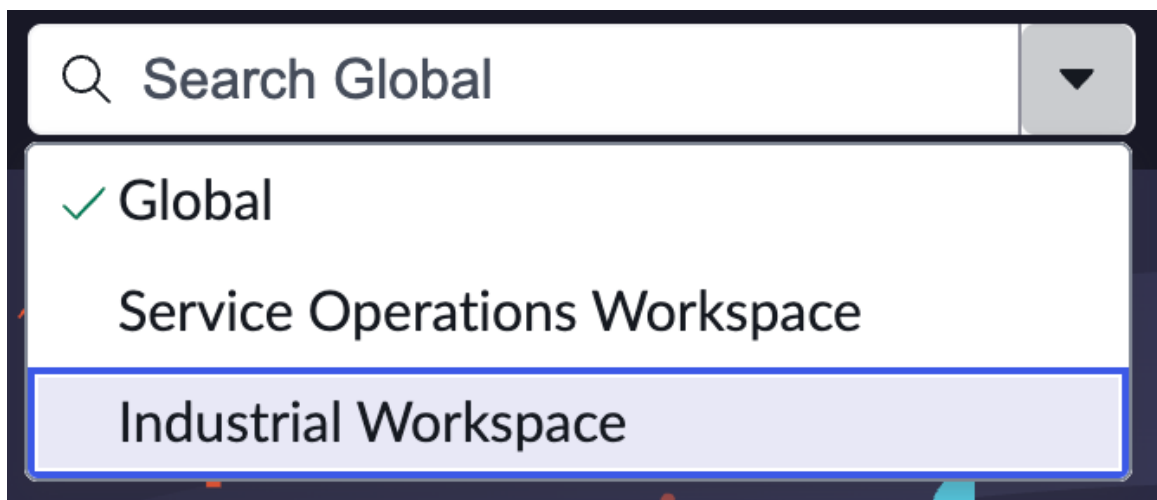 Search Global
Global
Service Operations Workspace
Industrial Workspace